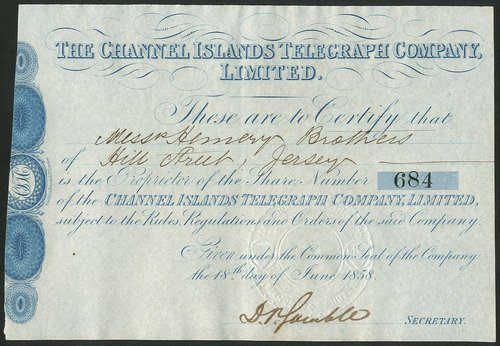 THE CHANNEL ISLANDS TELEGRAPH COMPANY,
LIMITED.
These are to Certify that
Messrs Hemery Brothers
of Hill Street, Jersey
is the Proprietor of the Share Number 684
of the CHANNEL ISLANDS TELEGRAPH COMPANY, LIMITED,
subject to the Rules, Regulations and Orders of the said Company.
Given under the Common Seal of the Company
the 18th day of June 1858.
D. P. Gamble SECRETARY.